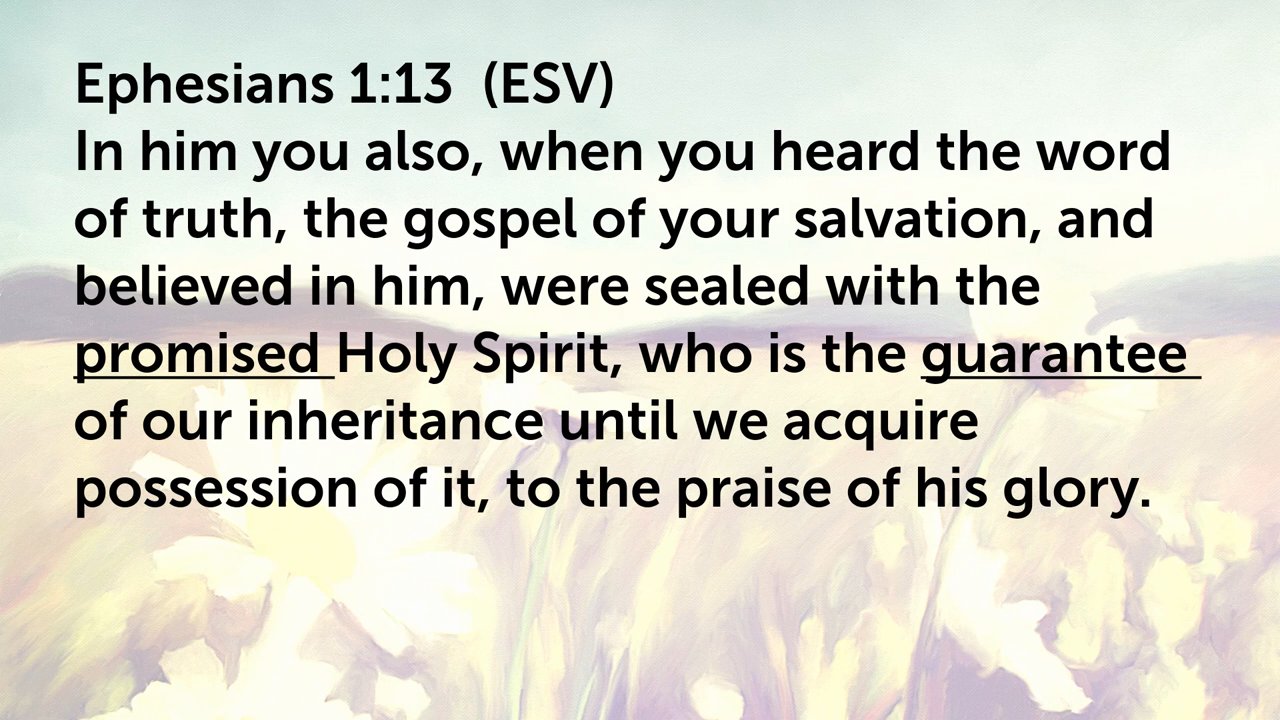 Ephesians 1:13  (ESV)
In him you also, when you heard the word
of truth, the gospel of your salvation, and
believed in him, were sealed with the
promised Holy Spirit, who is the guarantee
of our inheritance until we acquire
possession of it, to the praise of his glory.